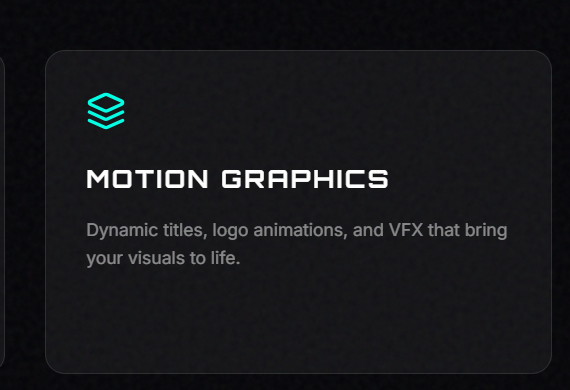 MOTION GRAPHICS
Dynamic titles, logo animations, and VFX that bring
your visuals to life.